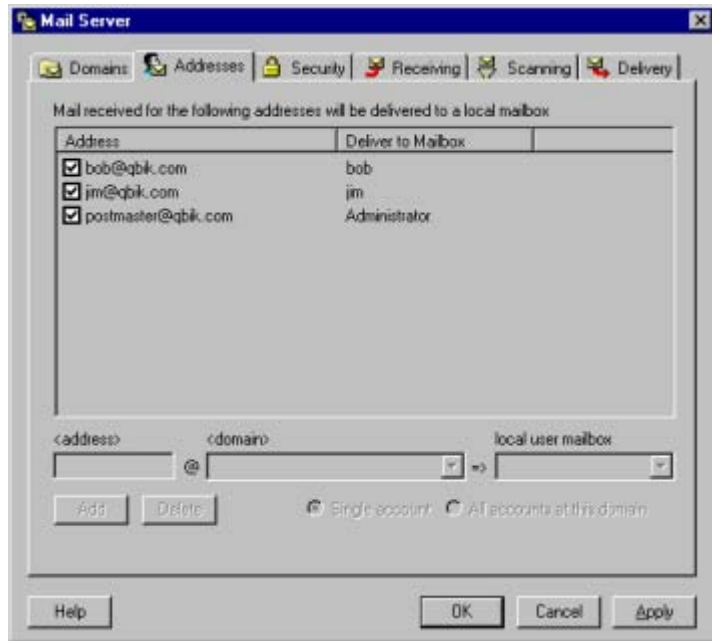 Mail Server
Domains Addresses Security Receiving Scanning Delivery
Mail received for the following addresses will be delivered to a local mailbox
Address Deliver to Mailbox
bob@qbik.com bob
jim@qbik.com jim
postmaster@qbik.com Administrator
<address> <domain> local user mailbox
@ =>
Add Delete Single account All accounts at this domain
Help OK Cancel Apply